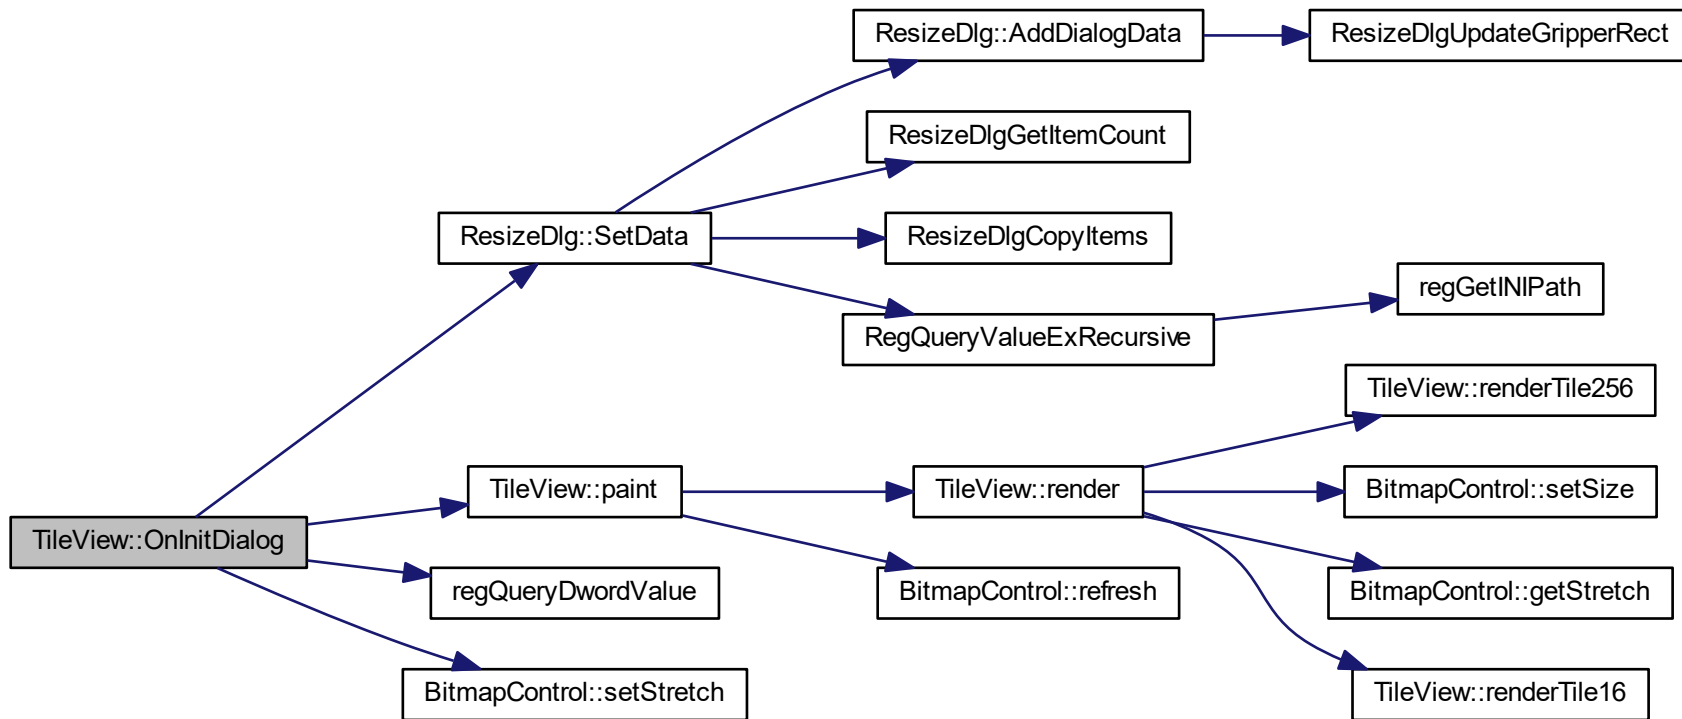 ResizeDlg::AddDialogData
ResizeDlgUpdateGripperRect
ResizeDlgGetItemCount
ResizeDlg::SetData
ResizeDlgCopyItems
regGetINIPath
RegQueryValueExRecursive
TileView::renderTile256
TileView::paint
TileView::render
BitmapControl::setSize
TileView::OnInitDialog
regQueryDwordValue
BitmapControl::refresh
BitmapControl::getStretch
BitmapControl::setStretch
TileView::renderTile16